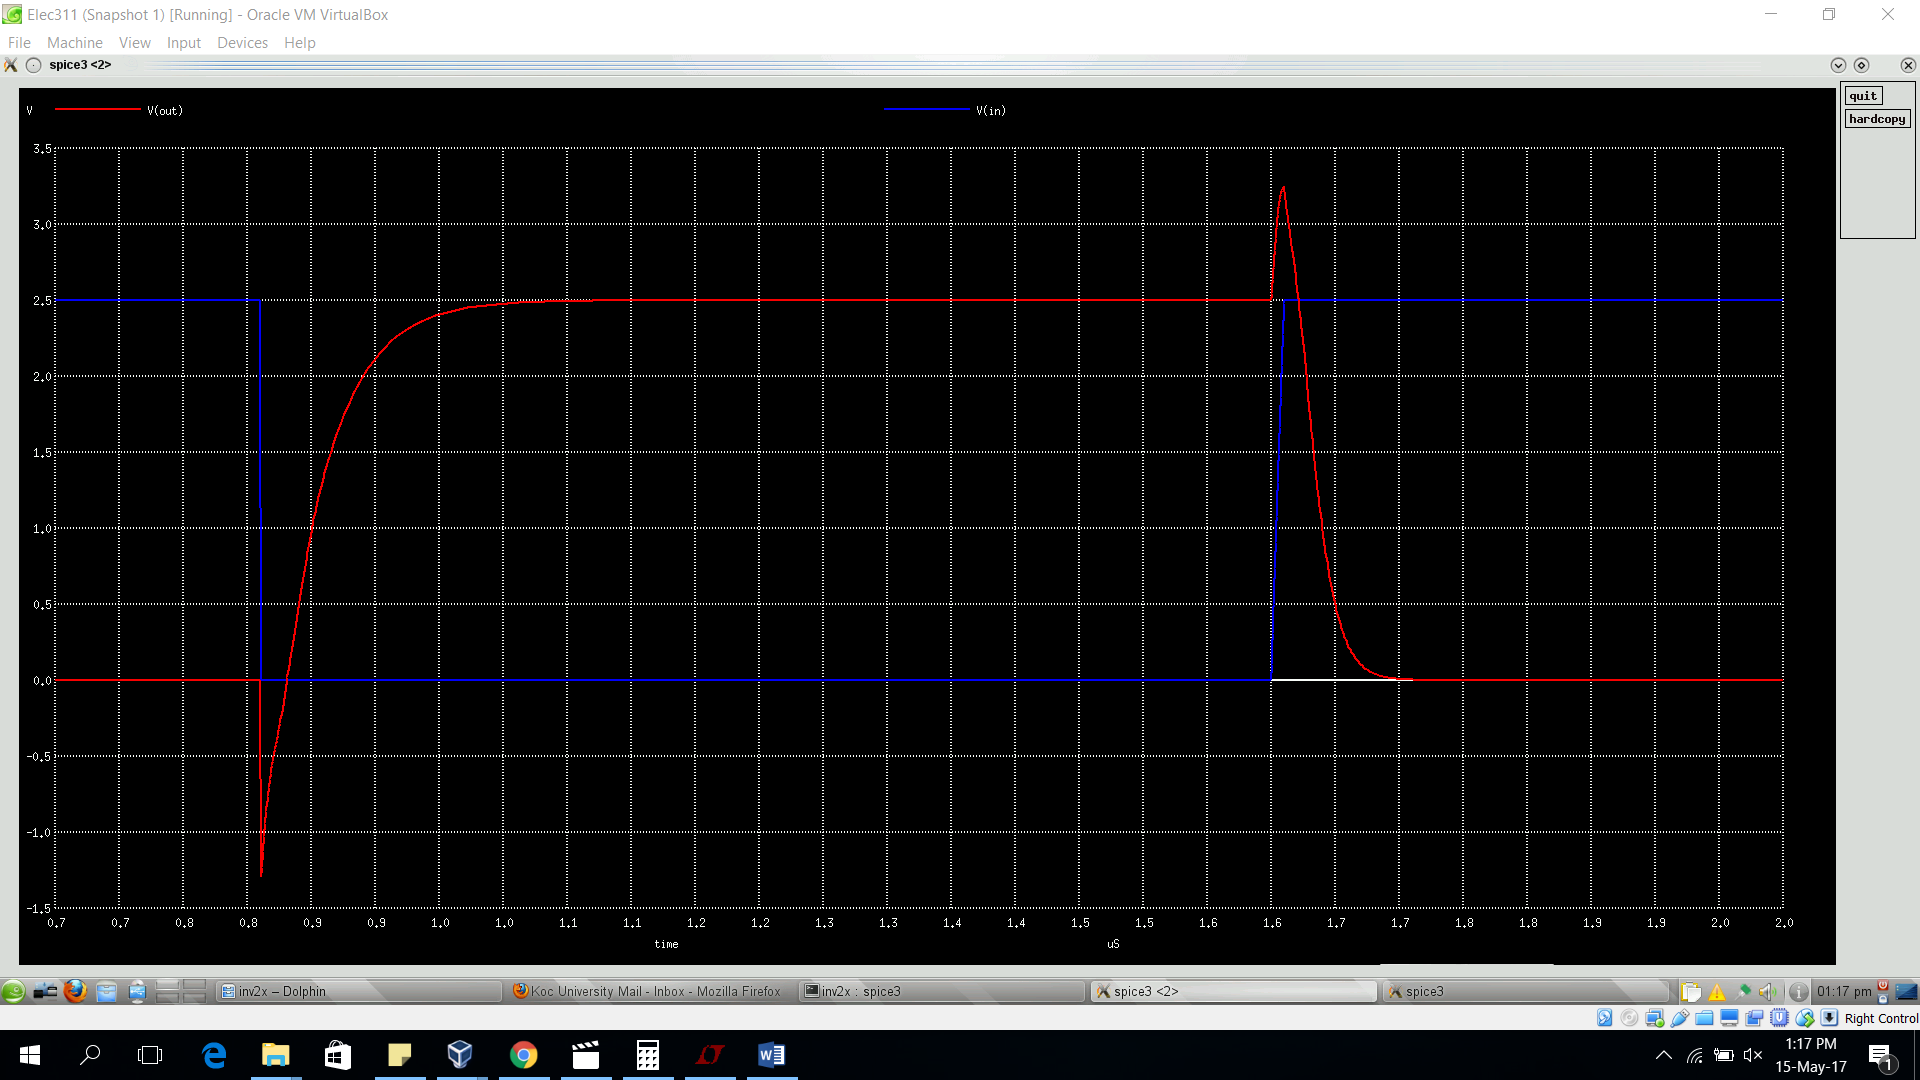 Elec311 (Snapshot 1) [Running] - Oracle VM VirtualBox
File Machine View Input Devices Help
spice3 <2>
quit
hardcopy
V V(out) V(in)
3.5
3.0
2.5
2.0
1.5
1.0
0.5
0.0
-0.5
-1.0
-1.5
0.7 0.7 0.8 0.8 0.9 0.9 1.0 1.0 1.1 1.1 1.2 1.2 1.3 1.3 1.4 1.4 1.5 1.5 1.6 1.6 1.7 1.7 1.8 1.8 1.9 1.9 2.0 2.0
time uS
inv2x – Dolphin Koc University Mail - Inbox - Mozilla Firefox inv2x : spice3 spice3 <2> spice3 01:17 pm
Right Control
1:17 PM
15-May-17
1